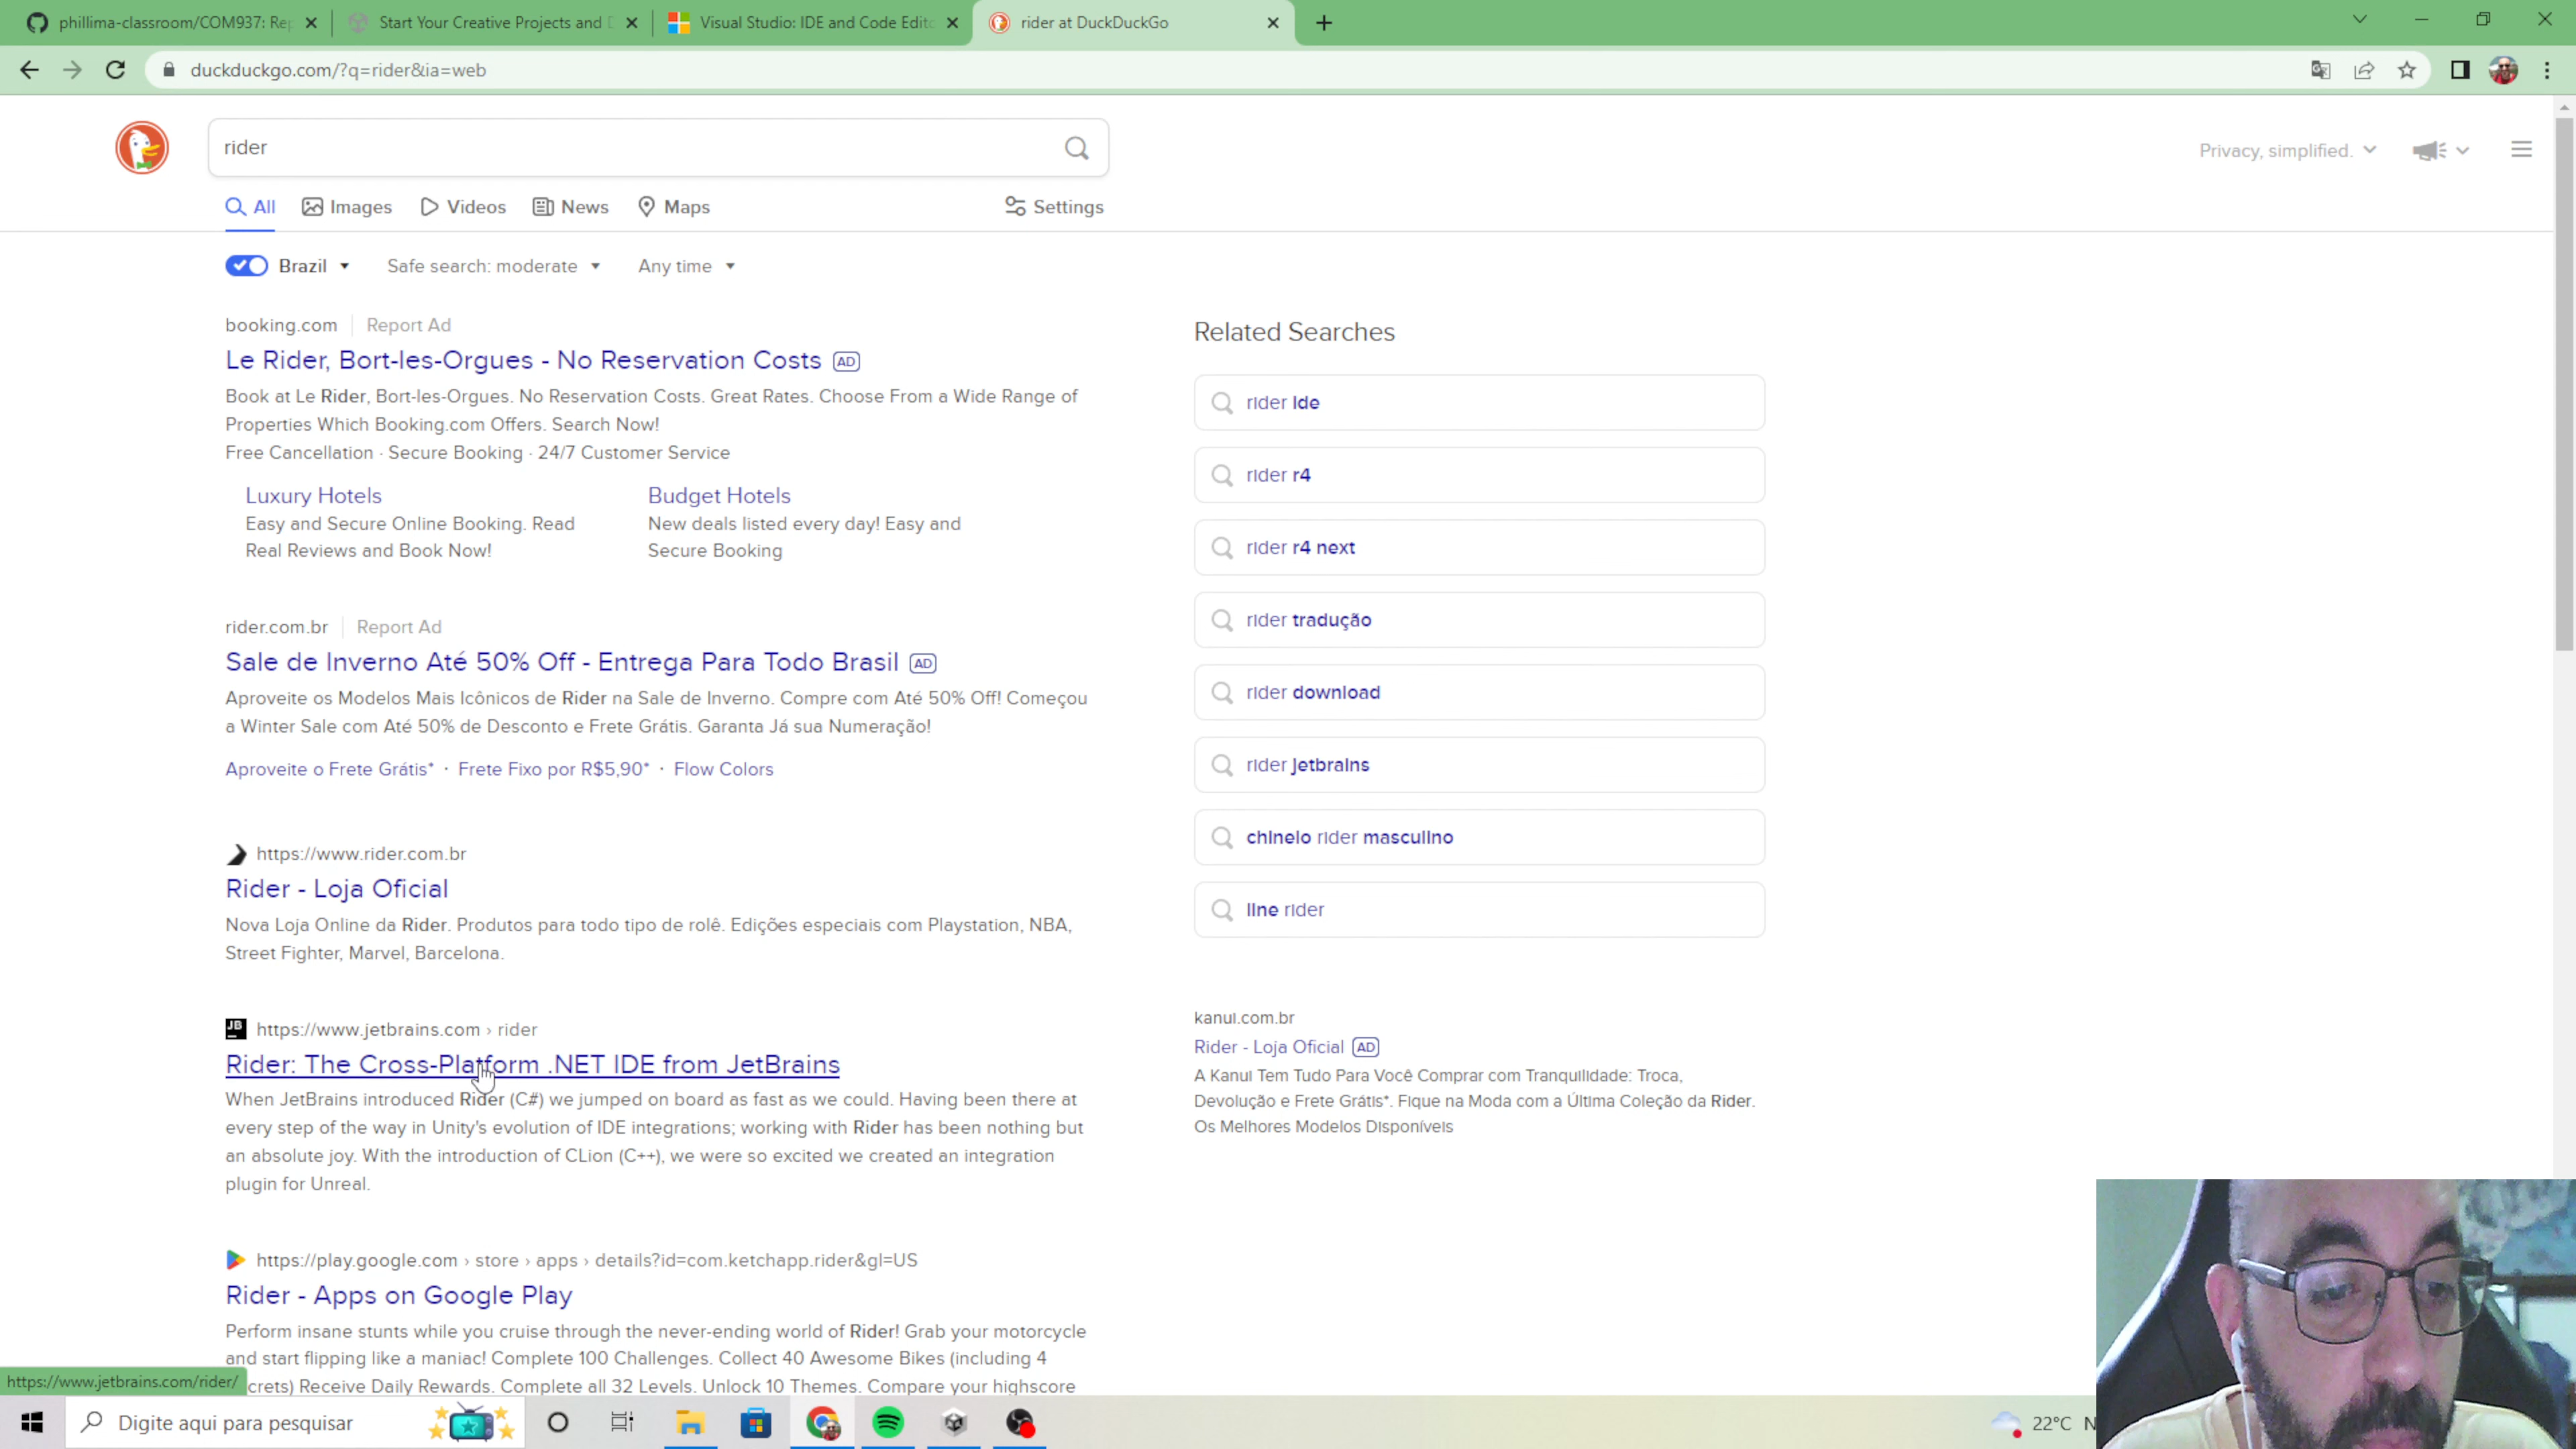 phillima-classroom/COM937: Rep
Start Your Creative Projects and D
Visual Studio: IDE and Code Edito
rider at DuckDuckGo
duckduckgo.com/?q=rider&ia=web
rider
Privacy, simplified.
All
Images
Videos
News
Maps
Settings
Brazil
Safe search: moderate
Any time
booking.com
Report Ad
Le Rider, Bort-les-Orgues - No Reservation Costs AD
Book at Le Rider, Bort-les-Orgues. No Reservation Costs. Great Rates. Choose From a Wide Range of
Properties Which Booking.com Offers. Search Now!
Free Cancellation · Secure Booking · 24/7 Customer Service
Luxury Hotels
Easy and Secure Online Booking. Read
Real Reviews and Book Now!
Budget Hotels
New deals listed every day! Easy and
Secure Booking
rider.com.br
Report Ad
Sale de Inverno Até 50% Off - Entrega Para Todo Brasil AD
Aproveite os Modelos Mais Icônicos de Rider na Sale de Inverno. Compre com Até 50% Off! Começou
a Winter Sale com Até 50% de Desconto e Frete Grátis. Garanta Já sua Numeração!
Aproveite o Frete Grátis* · Frete Fixo por R$5,90* · Flow Colors
https://www.rider.com.br
Rider - Loja Oficial
Nova Loja Online da Rider. Produtos para todo tipo de rolê. Edições especiais com Playstation, NBA,
Street Fighter, Marvel, Barcelona.
JB
https://www.jetbrains.com › rider
Rider: The Cross-Platform .NET IDE from JetBrains
When JetBrains introduced Rider (C#) we jumped on board as fast as we could. Having been there at
every step of the way in Unity's evolution of IDE integrations; working with Rider has been nothing but
an absolute joy. With the introduction of CLion (C++), we were so excited we created an integration
plugin for Unreal.
https://play.google.com › store › apps › details?id=com.ketchapp.rider&gl=US
Rider - Apps on Google Play
Perform insane stunts while you cruise through the never-ending world of Rider! Grab your motorcycle
and start flipping like a maniac! Complete 100 Challenges. Collect 40 Awesome Bikes (including 4
crets) Receive Daily Rewards. Complete all 32 Levels. Unlock 10 Themes. Compare your highscore
Related Searches
rider ide
rider r4
rider r4 next
rider tradução
rider download
rider jetbrains
chinelo rider masculino
line rider
kanui.com.br
Rider - Loja Oficial AD
A Kanui Tem Tudo Para Você Comprar com Tranquilidade: Troca,
Devolução e Frete Grátis*. Fique na Moda com a Última Coleção da Rider.
Os Melhores Modelos Disponíveis
https://www.jetbrains.com/rider/
Digite aqui para pesquisar
22°C N